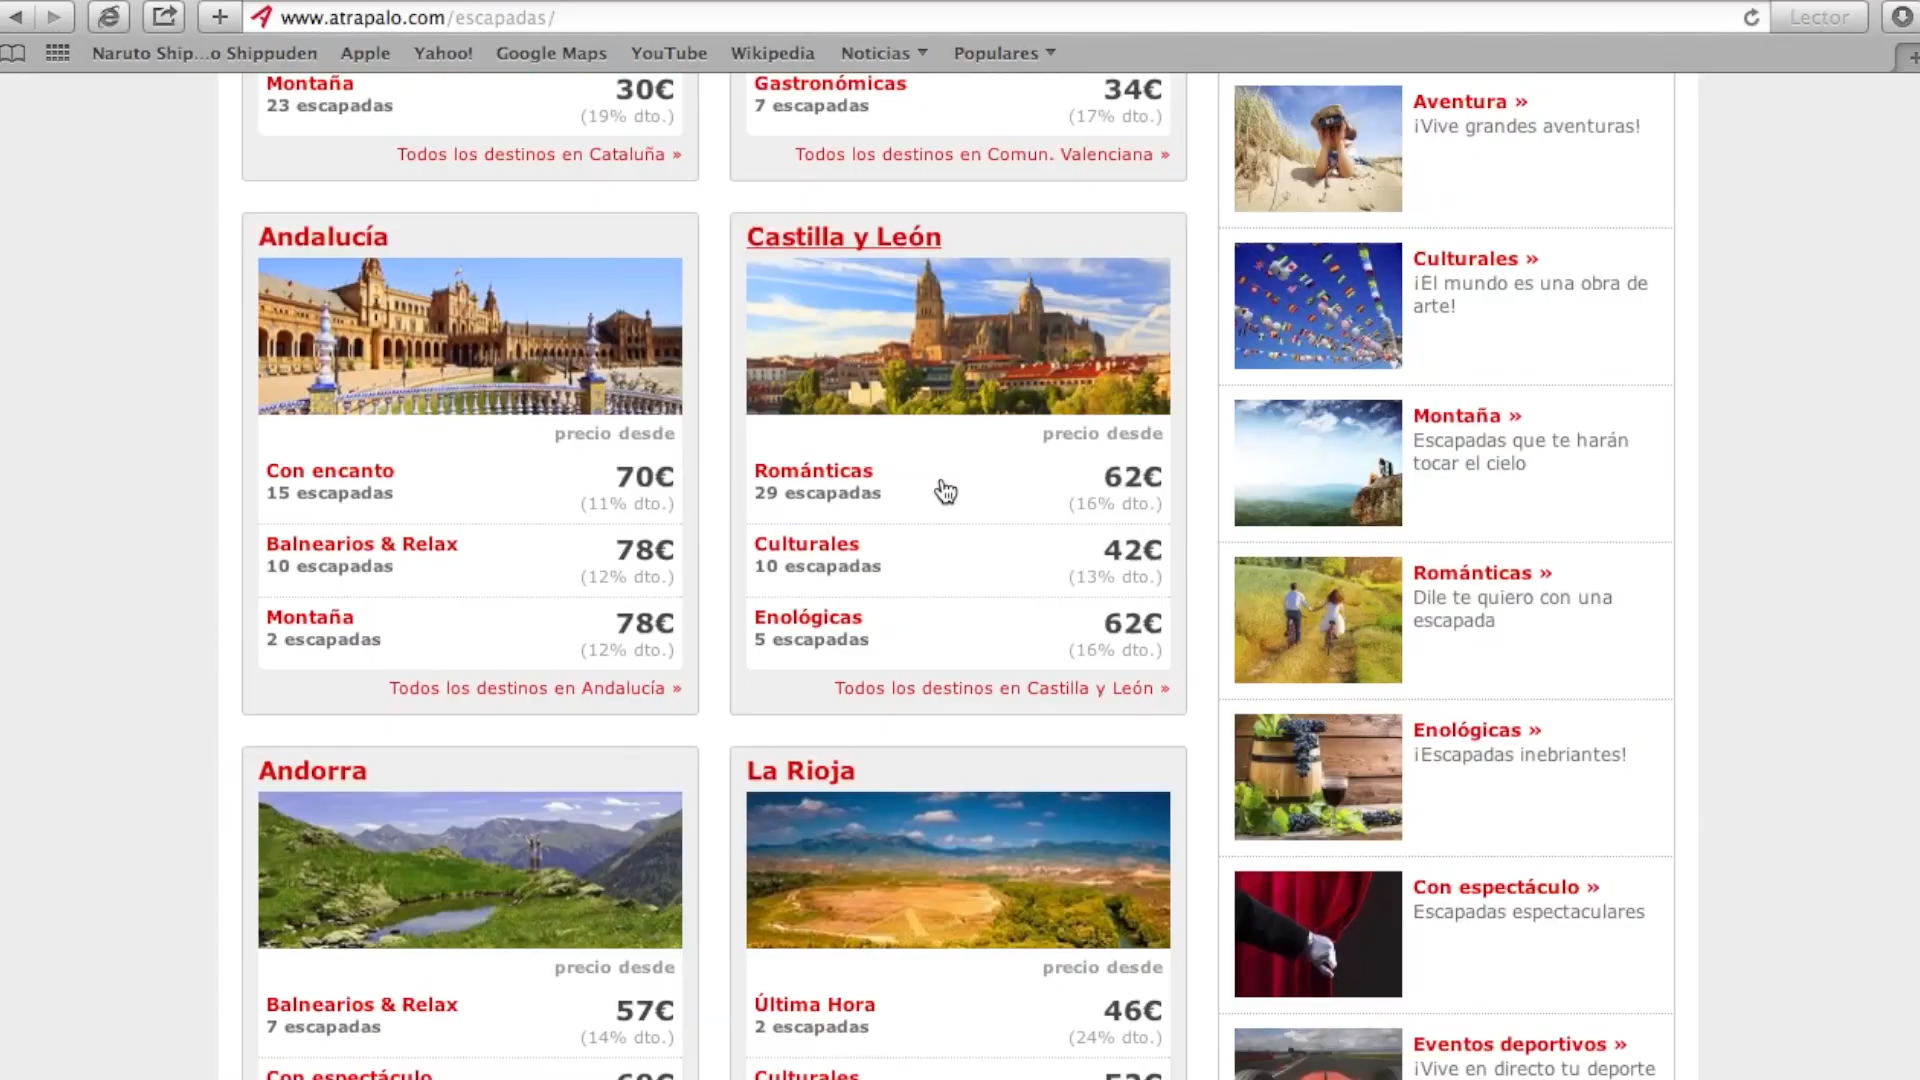 www.atrapalo.com/escapadas/
Lector
Naruto Ship...o Shippuden
Apple
Yahoo!
Google Maps
YouTube
Wikipedia
Noticias
Populares
Montaña
30€
23 escapadas
(19% dto.)
Todos los destinos en Cataluña »
Gastronómicas
34€
7 escapadas
(17% dto.)
Todos los destinos en Comun. Valenciana »
Andalucía
precio desde
Con encanto
70€
15 escapadas
(11% dto.)
Balnearios & Relax
78€
10 escapadas
(12% dto.)
Montaña
78€
2 escapadas
(12% dto.)
Todos los destinos en Andalucía »
Castilla y León
precio desde
Románticas
62€
29 escapadas
(16% dto.)
Culturales
42€
10 escapadas
(13% dto.)
Enológicas
62€
5 escapadas
(16% dto.)
Todos los destinos en Castilla y León »
Andorra
precio desde
Balnearios & Relax
57€
7 escapadas
(14% dto.)
Con espectáculo
La Rioja
precio desde
Última Hora
46€
2 escapadas
(24% dto.)
Culturales
Aventura »
¡Vive grandes aventuras!
Culturales »
¡El mundo es una obra de
arte!
Montaña »
Escapadas que te harán
tocar el cielo
Románticas »
Dile te quiero con una
escapada
Enológicas »
¡Escapadas inebriantes!
Con espectáculo »
Escapadas espectaculares
Eventos deportivos »
¡Vive en directo tu deporte